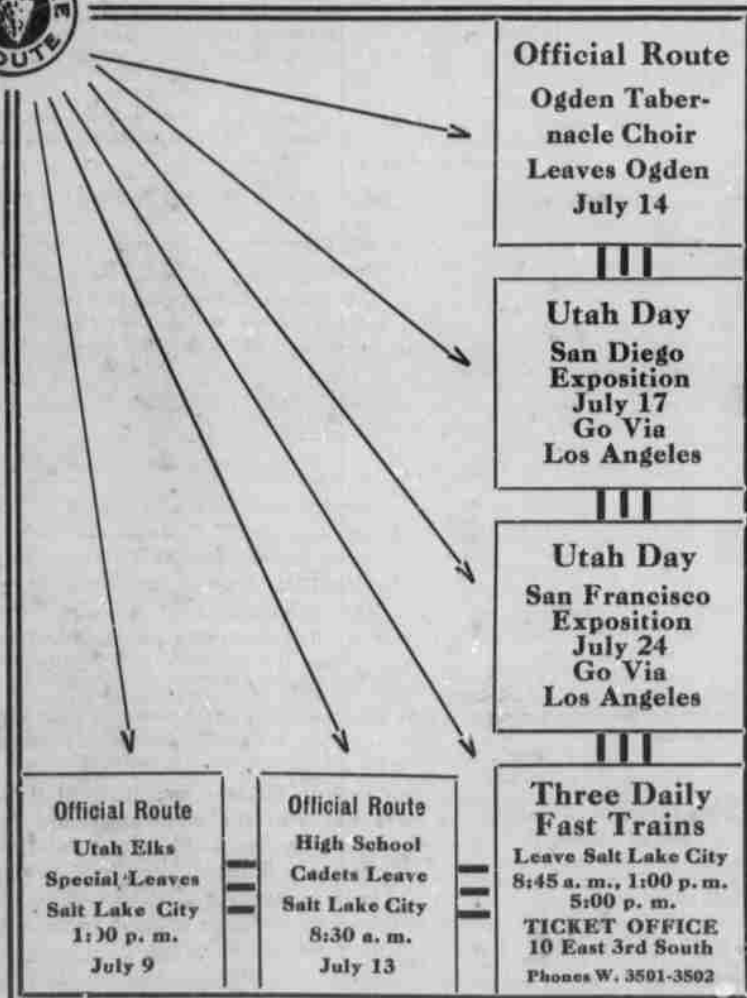 ROUTE
Official Route
Ogden Taber-
nacle Choir
Leaves Ogden
July 14
Utah Day
San Diego
Exposition
July 17
Go Via
Los Angeles
Utah Day
San Francisco
Exposition
July 24
Go Via
Los Angeles
Official Route
Utah Elks
Special Leaves
Salt Lake City
p. m.
July 9
Official Route
High School
Cadets Leave
Salt Lake City
8:30 a. m.
July 13
Three Daily
Fast Trains
Leave Salt Lake City
8:45 a. m., 1:00 p. m.
5:00 p. m.
TICKET OFFICE
10 East 3rd South
Phones W. 3501-3502